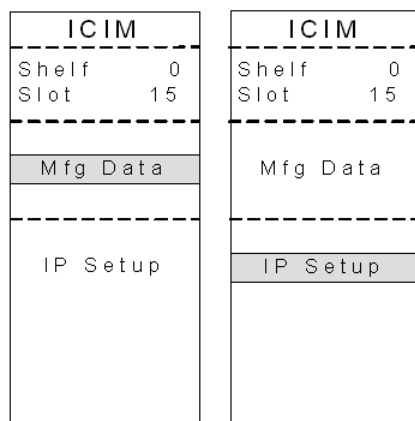 ICIM
Shelf 0
Slot 15
Mfg Data
IP Setup
ICIM
Shelf 0
Slot 15
Mfg Data
IP Setup